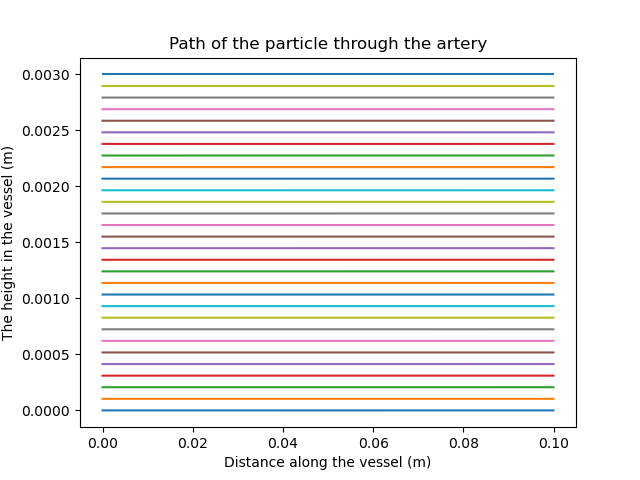 Path of the particle through the artery
0.0030
0.0025
0.0020
0.0015
0.0010
0.0005
0.0000
The height in the vessel (m)
0.00 0.02 0.04 0.06 0.08 0.10
Distance along the vessel (m)